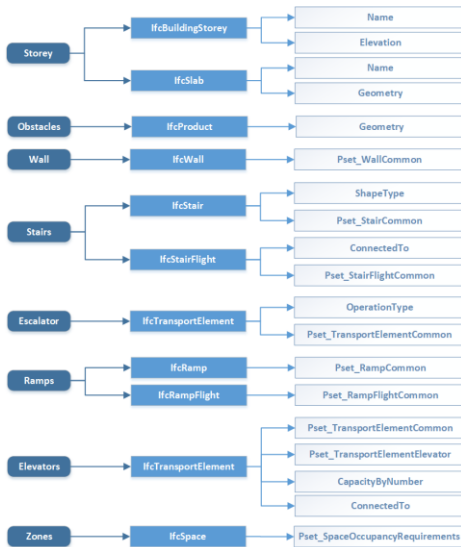 Storey
IfcBuildingStorey
Name
Elevation
IfcSlab
Name
Geometry
Obstacles
IfcProduct
Geometry
Wall
IfcWall
Pset_WallCommon
Stairs
IfcStair
ShapeType
Pset_StairCommon
IfcStairFlight
ConnectedTo
Pset_StairFlightCommon
Escalator
IfcTransportElement
OperationType
Pset_TransportElementCommon
Ramps
IfcRamp
Pset_RampCommon
IfcRampFlight
Pset_RampFlightCommon
Elevators
IfcTransportElement
Pset_TransportElementCommon
Pset_TransportElementElevator
CapacityByNumber
ConnectedTo
Zones
IfcSpace
Pset_SpaceOccupancyRequirements